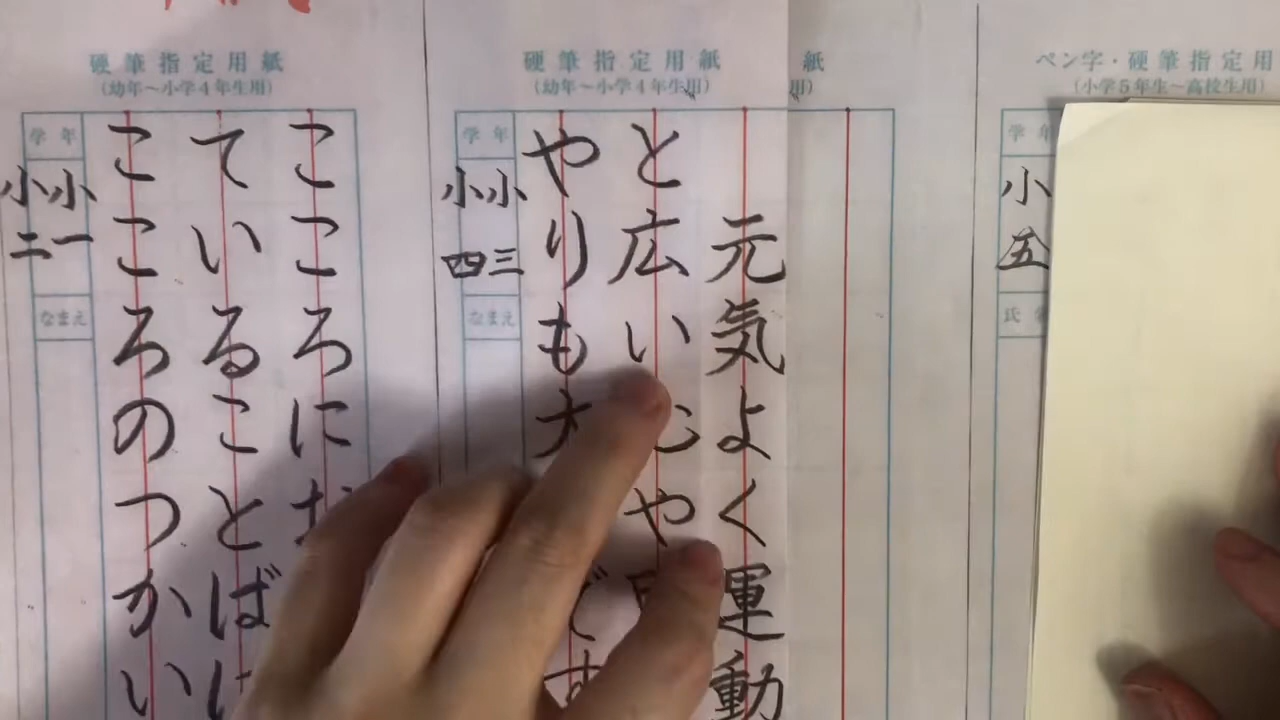 硬筆指定用紙
(幼年〜小学4年生用)
こころに
ていることば
こころのつかい
学年
小一
小二
なまえ
硬筆指定用紙
(幼年〜小学4年生用)
紙
用)
元気よく運動
と広い心や
やりも大
学年
小三
小四
なまえ
ペン字・硬筆指定用
(小学5年生〜高校生用)
学年
小五
氏